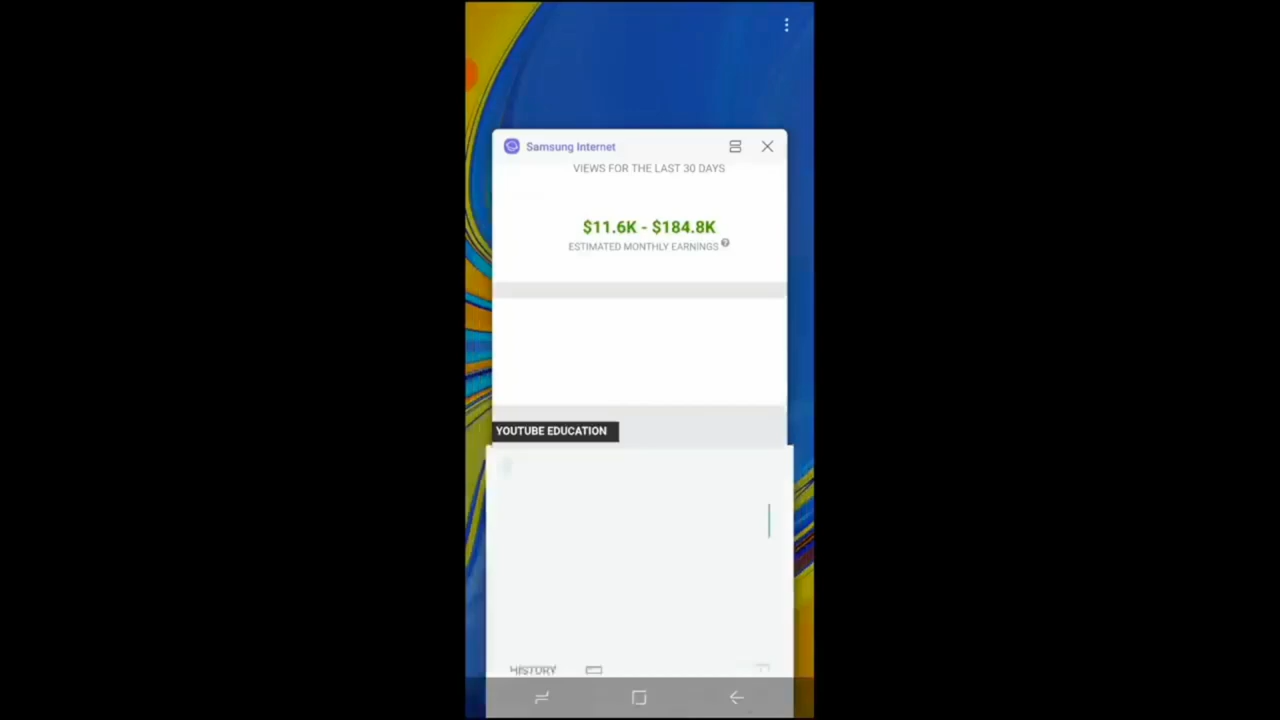 Samsung Internet
VIEWS FOR THE LAST 30 DAYS
$11.6K - $184.8K
ESTIMATED MONTHLY EARNINGS
YOUTUBE EDUCATION
HISTORY